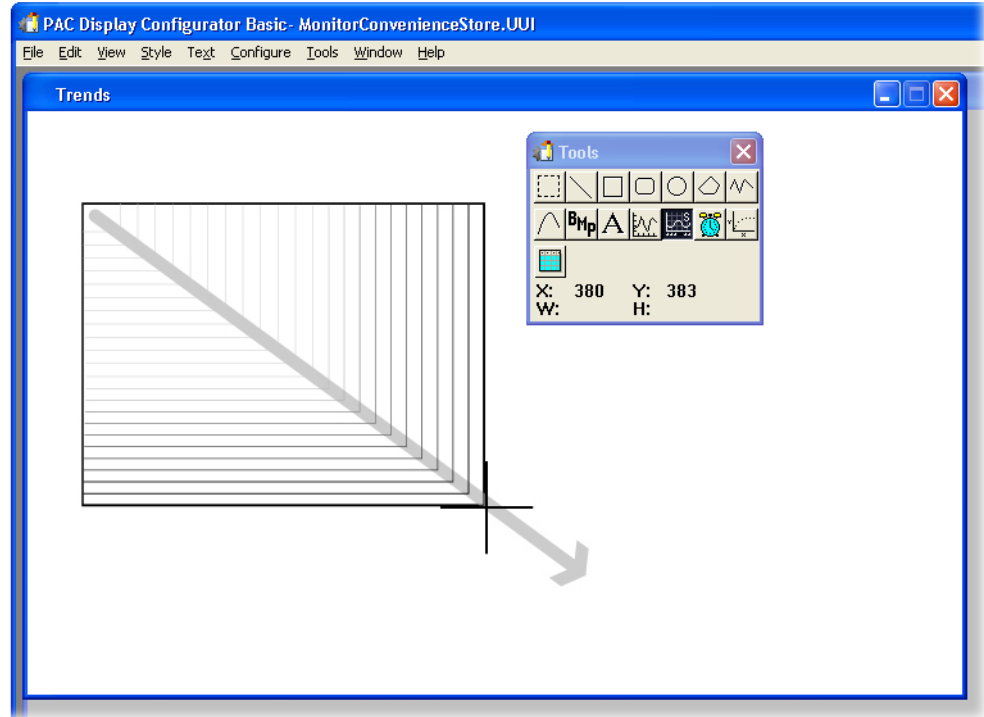 PAC Display Configurator Basic- MonitorConvenienceStore.UUI
File Edit View Style Text Configure Tools Window Help
Trends
Tools
BMp A S
X: 380 Y: 383
W: H: